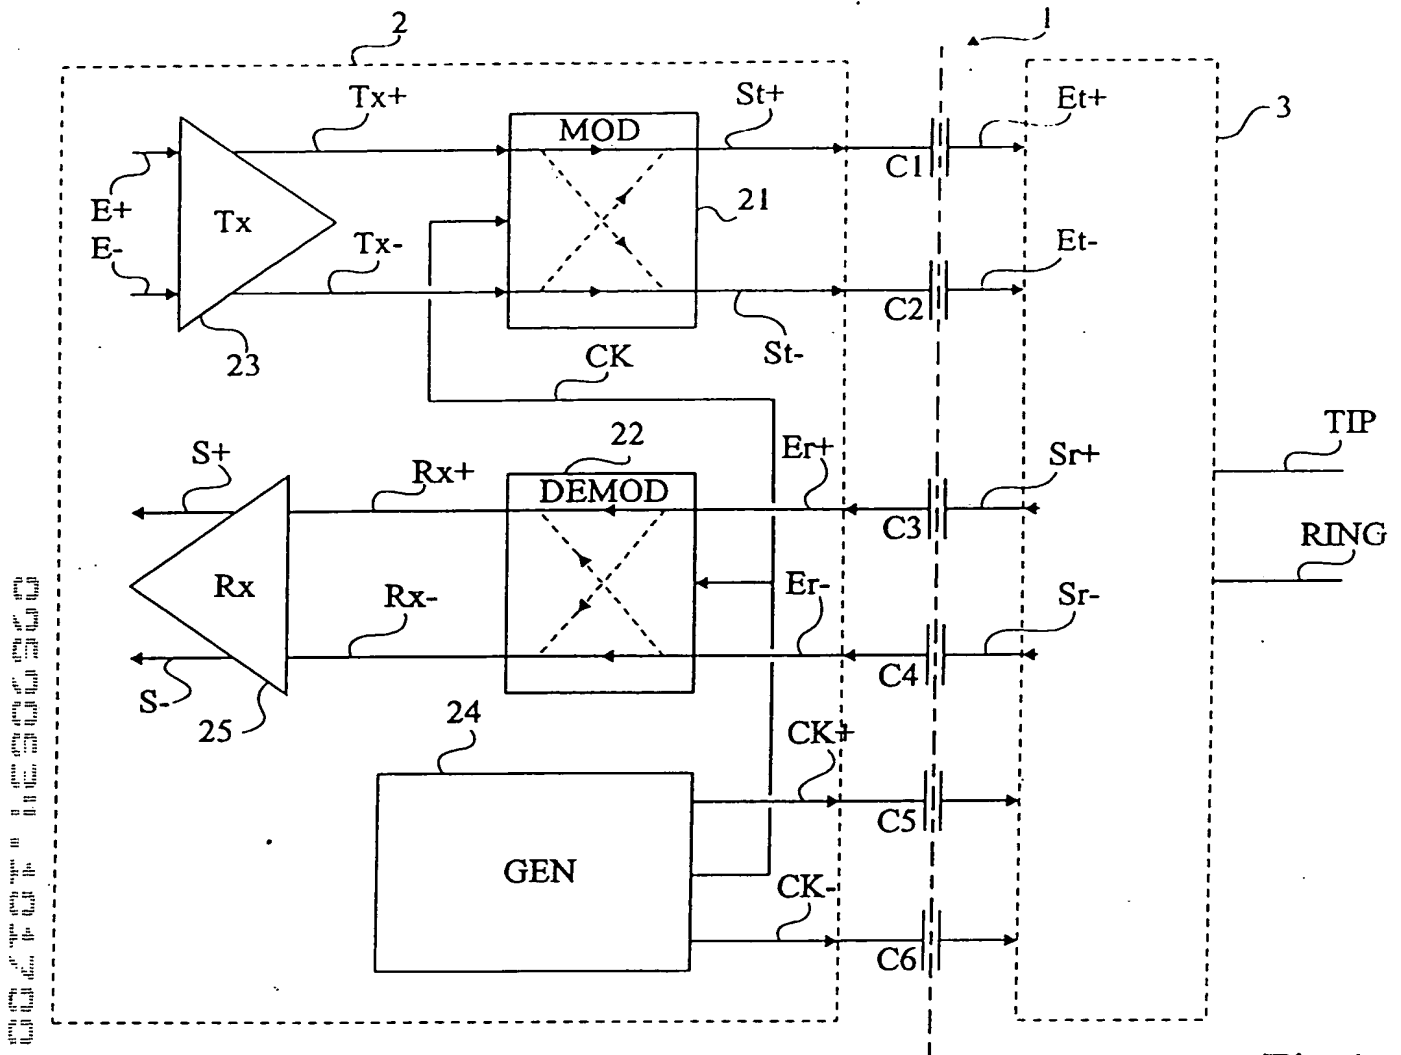 2
1
Tx+
St+
Et+
3
MOD
C1
E+
Tx
21
E-
Tx-
Et-
C2
23
CK
St-
TIP
S+
22
Er+
Sr+
Rx+
DEMOD
C3
RING
Rx
Er-
Sr-
Rx-
C4
S-
25
24
CK+
C5
GEN
CK-
C6